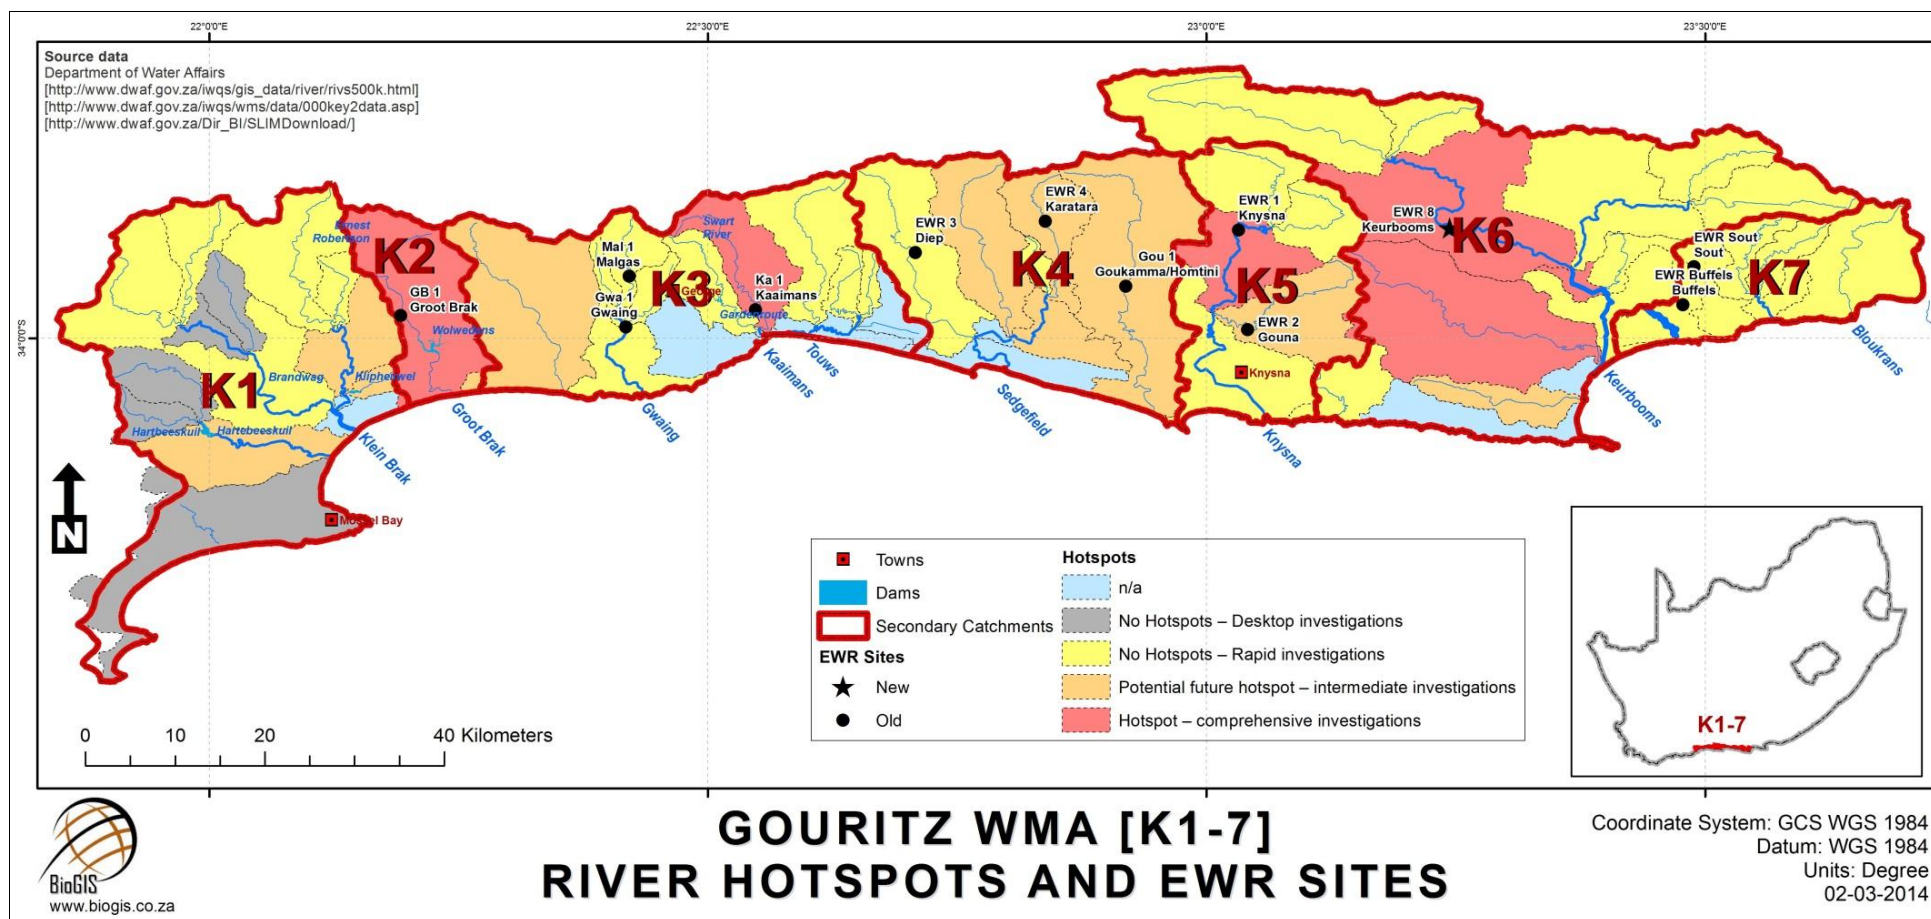 22°0'0"E
22°30'0"E
23°0'0"E
23°30'0"E
34°0'0"S
Source data
Department of Water Affairs
[http://www.dwaf.gov.za/iwqs/gis_data/river/rivs500k.html]
[http://www.dwaf.gov.za/iwqs/wms/data/000key2data.asp]
[http://www.dwaf.gov.za/Dir_BI/SLIMDownload/]
K1
Brandwag
Klipheuwel
Hartbeeskuil
Hartebeeskuil
Klein Brak
Mossel Bay
Ernest
Robertson
K2
GB 1
Groot Brak
Wolwedans
Groot Brak
Mal 1
Malgas
Gwa 1
Gwaing
K3
George
Swart
River
Ka 1
Kaaimans
Gardenroute
Gwaing
Kaaimans
Touws
EWR 3
Diep
EWR 4
Karatara
K4
Gou 1
Goukamma/Homtini
Sedgefield
EWR 1
Knysna
K5
EWR 2
Gouna
Knysna
Knysna
EWR 8
Keurbooms
K6
Keurbooms
EWR Sout
Sout
EWR Buffels
Buffels
K7
Bloukrans
N
0 10 20 40 Kilometers
Towns
Dams
Secondary Catchments
EWR Sites
New
Old
Hotspots
n/a
No Hotspots – Desktop investigations
No Hotspots – Rapid investigations
Potential future hotspot – intermediate investigations
Hotspot – comprehensive investigations
K1-7
BioGIS
www.biogis.co.za
GOURITZ WMA [K1-7]
RIVER HOTSPOTS AND EWR SITES
Coordinate System: GCS WGS 1984
Datum: WGS 1984
Units: Degree
02-03-2014